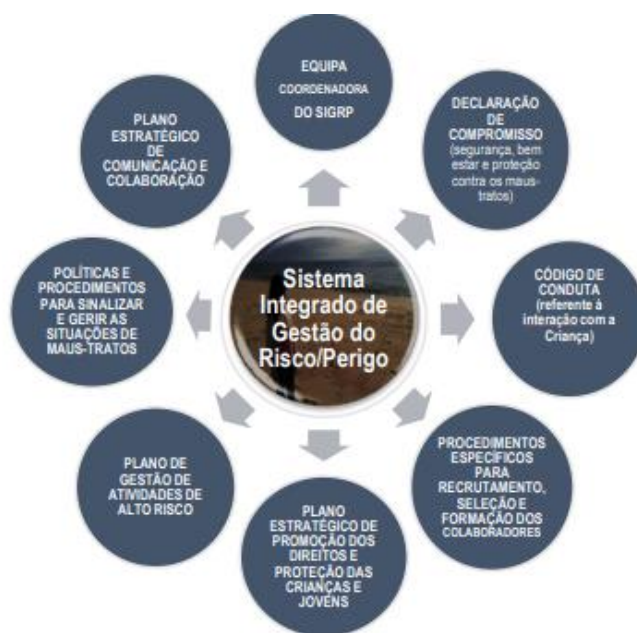 EQUIPA
COORDENADORA
DO SIGRP
DECLARAÇÃO
DE
COMPROMISSO
(segurança, bem
estar e proteção
contra os maus-
tratos)
CÓDIGO DE
CONDUTA
(referente à
interação com a
Criança)
PROCEDIMENTOS
ESPECÍFICOS
PARA
RECRUTAMENTO,
SELEÇÃO E
FORMAÇÃO DOS
COLABORADORES
PLANO
ESTRATÉGICO DE
PROMOÇÃO DOS
DIREITOS E
PROTEÇÃO DAS
CRIANÇAS E
JOVENS
PLANO DE
GESTÃO DE
ATIVIDADES DE
ALTO RISCO
POLÍTICAS E
PROCEDIMENTOS
PARA SINALIZAR
E GERIR AS
SITUAÇÕES DE
MAUS-TRATOS
PLANO
ESTRATÉGICO
DE
COMUNICAÇÃO E
COLABORAÇÃO
Sistema
Integrado de
Gestão do
Risco/Perigo